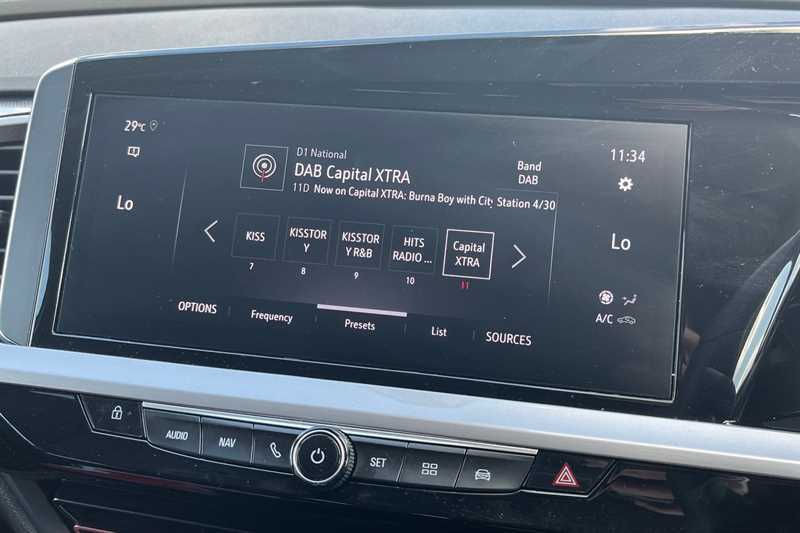 29°C
11:34
D1 National
DAB Capital XTRA
11D Now on Capital XTRA: Burna Boy with City
Band
DAB
Station 4/30
Lo
Lo
KISS
7
KISSTOR
Y
8
KISSTOR
Y R&B
9
HITS
RADIO ...
10
Capital
XTRA
11
A/C
OPTIONS
Frequency
Presets
List
SOURCES
AUDIO
NAV
SET